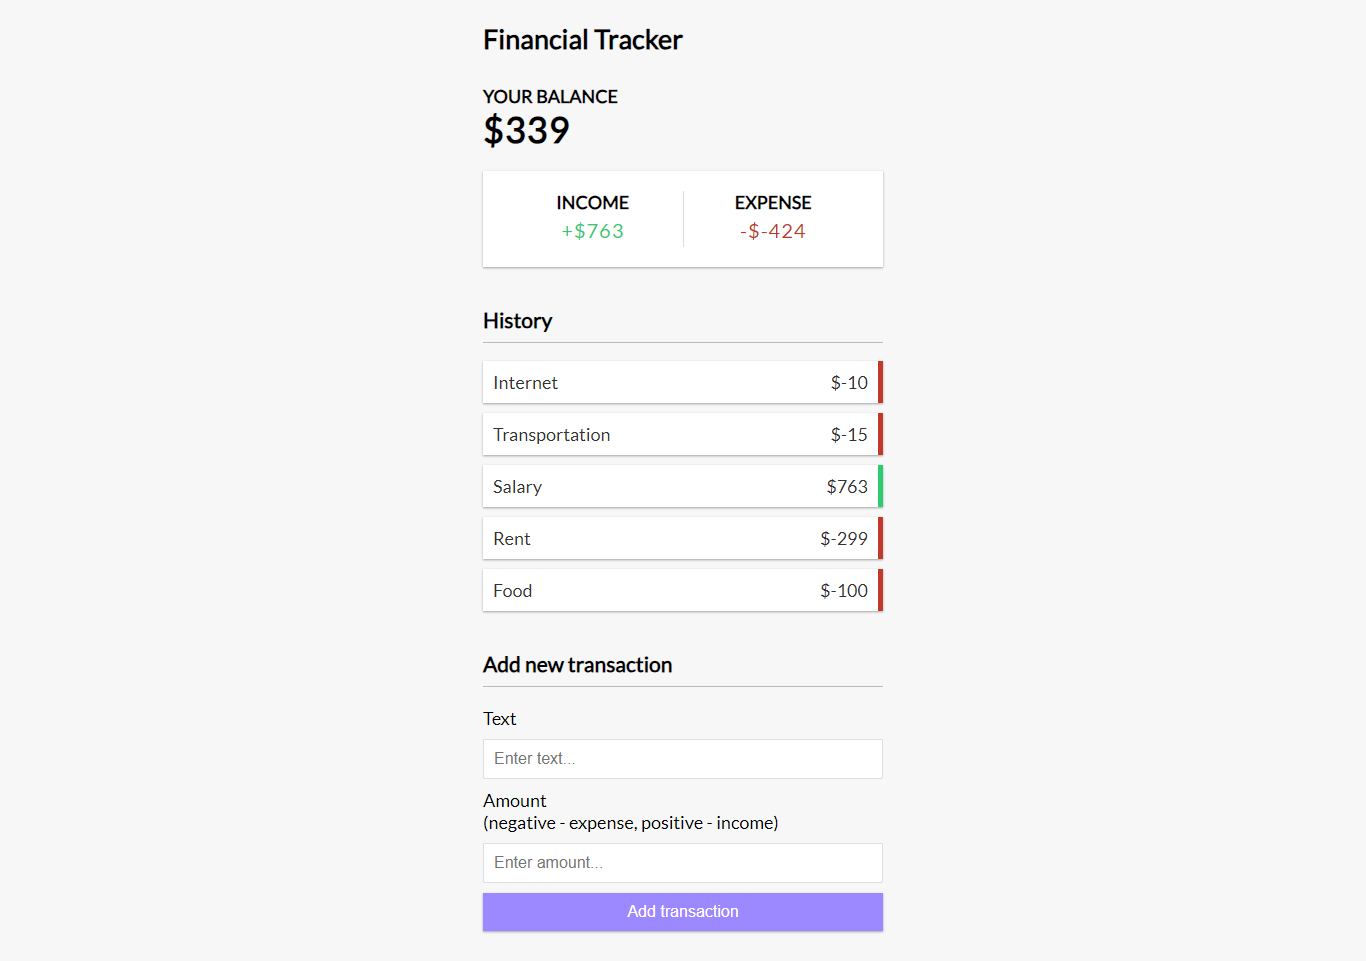 Financial Tracker
YOUR BALANCE
$339
INCOME EXPENSE
+$763 -$-424
History
Internet $-10
Transportation $-15
Salary $763
Rent $-299
Food $-100
Add new transaction
Text
Enter text...
Amount
(negative - expense, positive - income)
Enter amount...
Add transaction